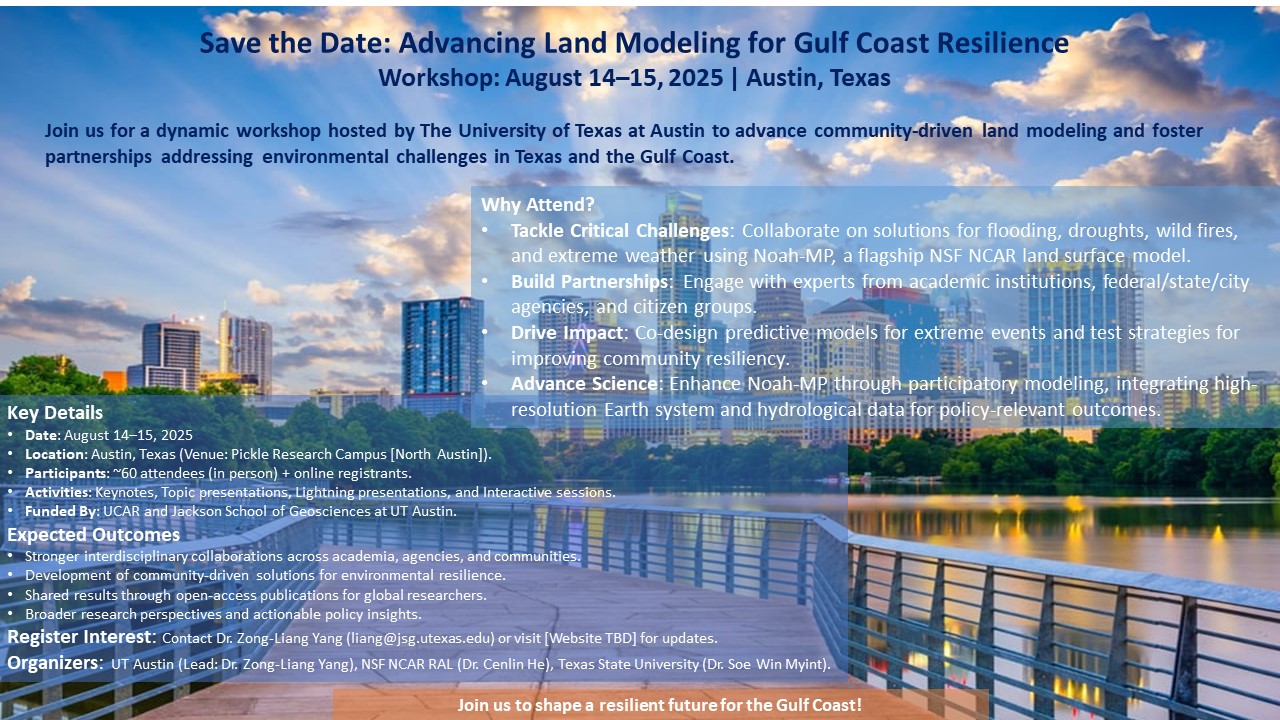 Save the Date: Advancing Land Modeling for Gulf Coast Resilience
Workshop: August 14–15, 2025 | Austin, Texas
Join us for a dynamic workshop hosted by The University of Texas at Austin to advance community-driven land modeling and foster
partnerships addressing environmental challenges in Texas and the Gulf Coast.
Why Attend?
• Tackle Critical Challenges: Collaborate on solutions for flooding, droughts, wild fires,
and extreme weather using Noah-MP, a flagship NSF NCAR land surface model.
• Build Partnerships: Engage with experts from academic institutions, federal/state/city
agencies, and citizen groups.
• Drive Impact: Co-design predictive models for extreme events and test strategies for
improving community resiliency.
• Advance Science: Enhance Noah-MP through participatory modeling, integrating high-
resolution Earth system and hydrological data for policy-relevant outcomes.
Key Details
• Date: August 14–15, 2025
• Location: Austin, Texas (Venue: Pickle Research Campus [North Austin]).
• Participants: ~60 attendees (in person) + online registrants.
• Activities: Keynotes, Topic presentations, Lightning presentations, and Interactive sessions.
• Funded By: UCAR and Jackson School of Geosciences at UT Austin.
Expected Outcomes
• Stronger interdisciplinary collaborations across academia, agencies, and communities.
• Development of community-driven solutions for environmental resilience.
• Shared results through open-access publications for global researchers.
• Broader research perspectives and actionable policy insights.
Register Interest: Contact Dr. Zong-Liang Yang (liang@jsg.utexas.edu) or visit [Website TBD] for updates.
Organizers: UT Austin (Lead: Dr. Zong-Liang Yang), NSF NCAR RAL (Dr. Cenlin He), Texas State University (Dr. Soe Win Myint).
Join us to shape a resilient future for the Gulf Coast!